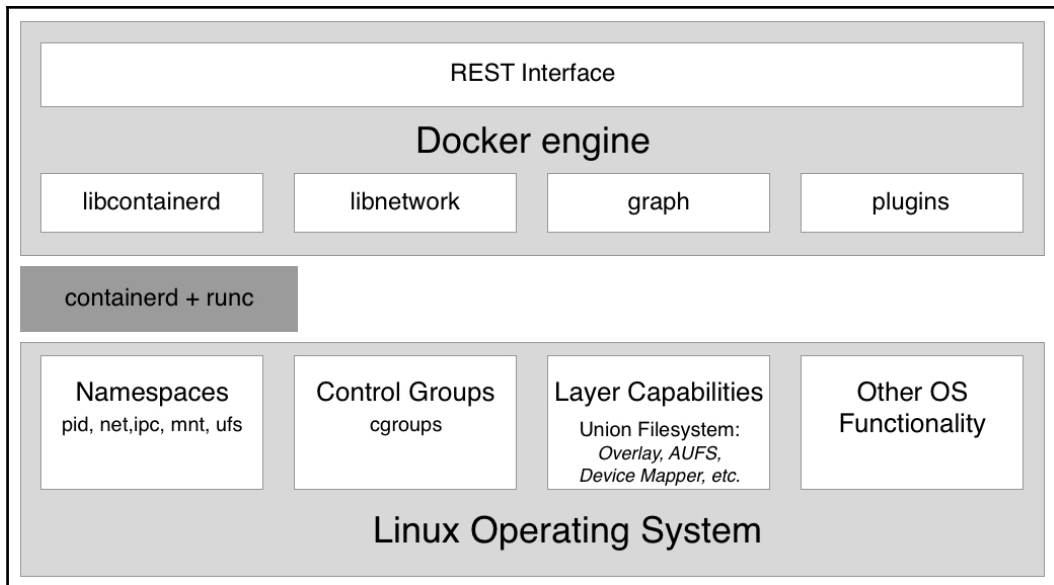 REST Interface
Docker engine
libcontainerd
libnetwork
graph
plugins
containerd + runc
Namespaces
pid, net,ipc, mnt, ufs
Control Groups
cgroups
Layer Capabilities
Union Filesystem:
Overlay, AUFS,
Device Mapper, etc.
Other OS
Functionality
Linux Operating System